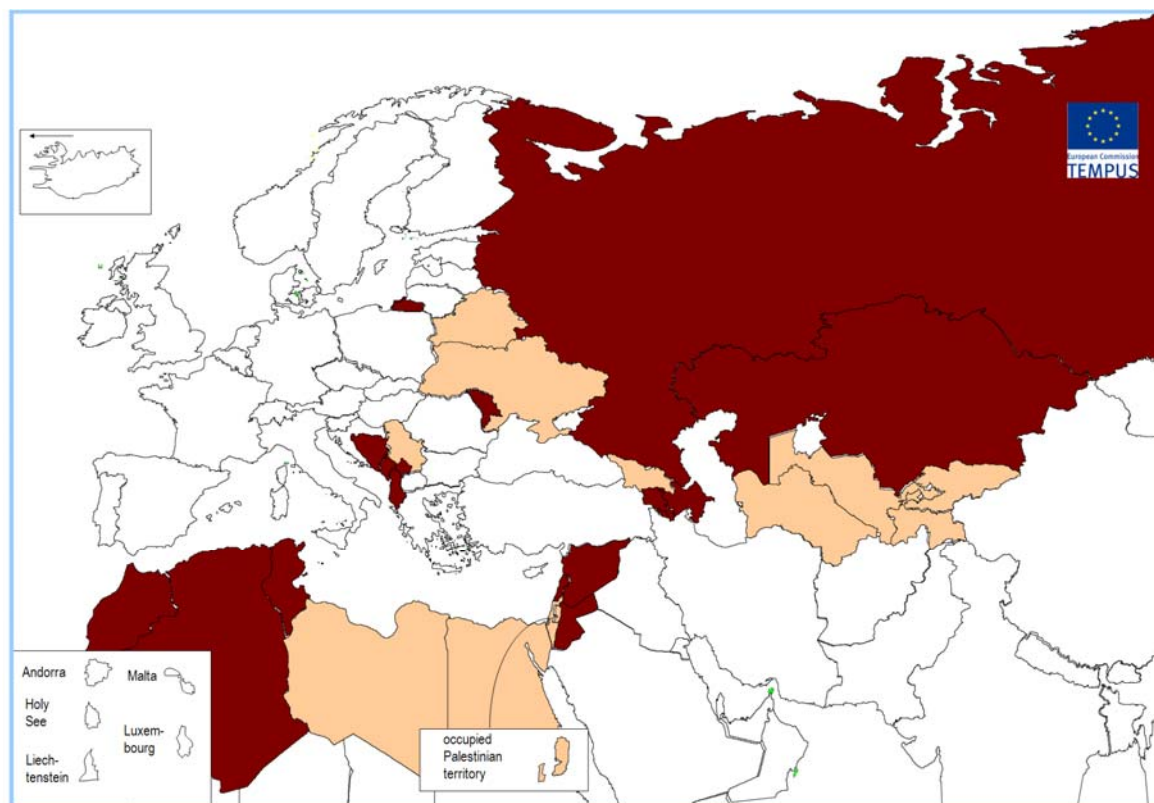 European Commission
TEMPUS
Andorra
Malta
Holy
See
Luxem-
bourg
Liech-
tenstein
occupied
Palestinian
territory